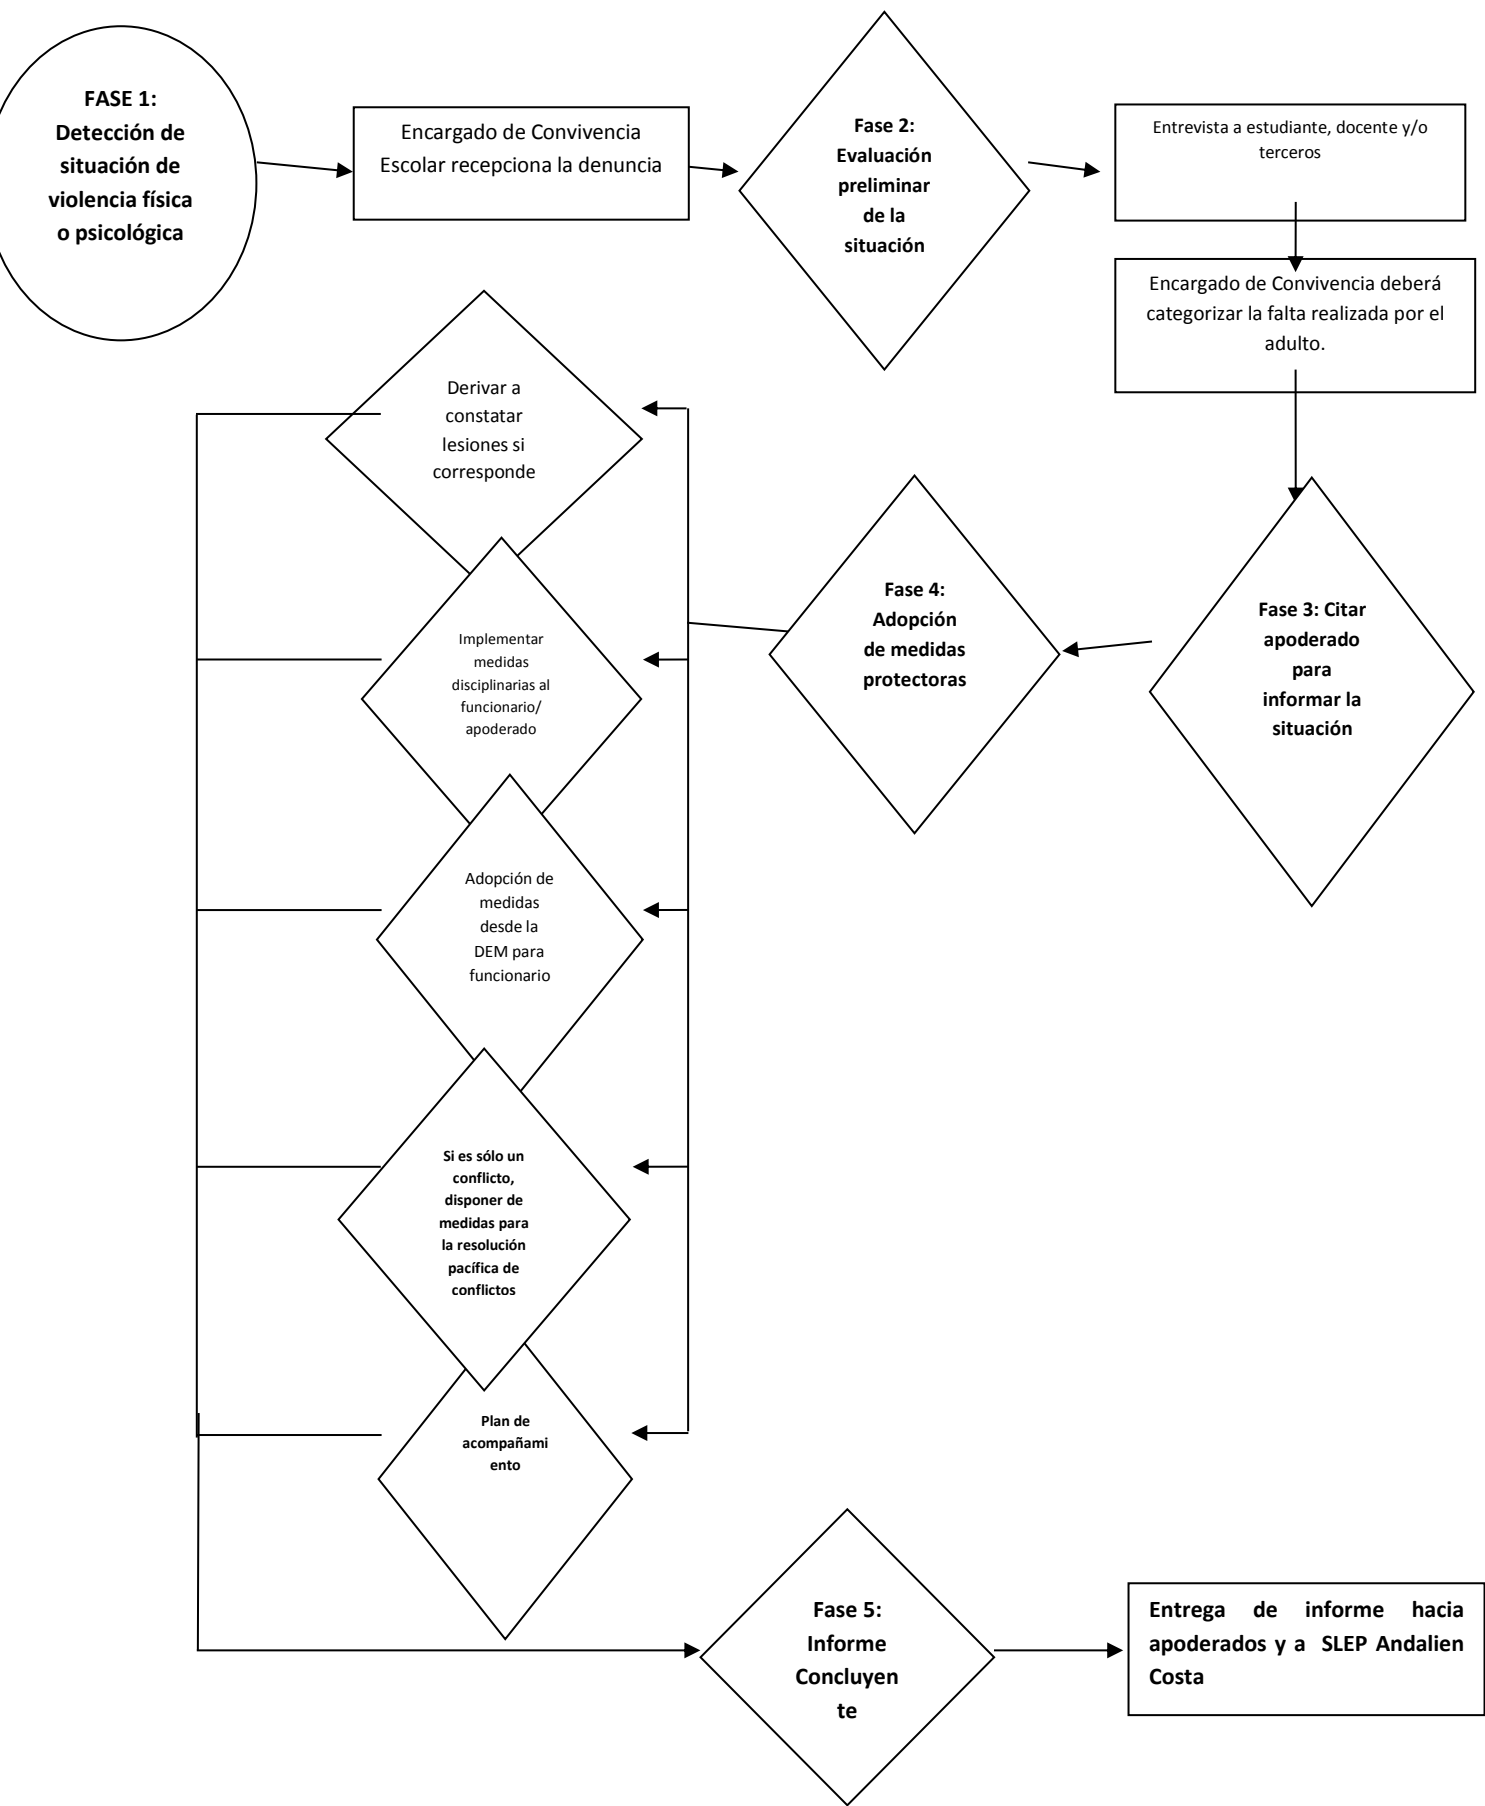 FASE 1:
Detección de
situación de
violencia física
o psicológica
Encargado de Convivencia
Escolar recepciona la denuncia
Fase 2:
Evaluación
preliminar
de la
situación
Entrevista a estudiante, docente y/o
terceros
Encargado de Convivencia deberá
categorizar la falta realizada por el
adulto.
Fase 3: Citar
apoderado
para
informar la
situación
Fase 4:
Adopción
de medidas
protectoras
Derivar a
constatar
lesiones si
corresponde
Implementar
medidas
disciplinarias al
funcionario/
apoderado
Adopción de
medidas
desde la
DEM para
funcionario
Si es sólo un
conflicto,
disponer de
medidas para
la resolución
pacífica de
conflictos
Plan de
acompañami
ento
Fase 5:
Informe
Concluyen
te
Entrega de informe hacia
apoderados y a SLEP Andalien
Costa